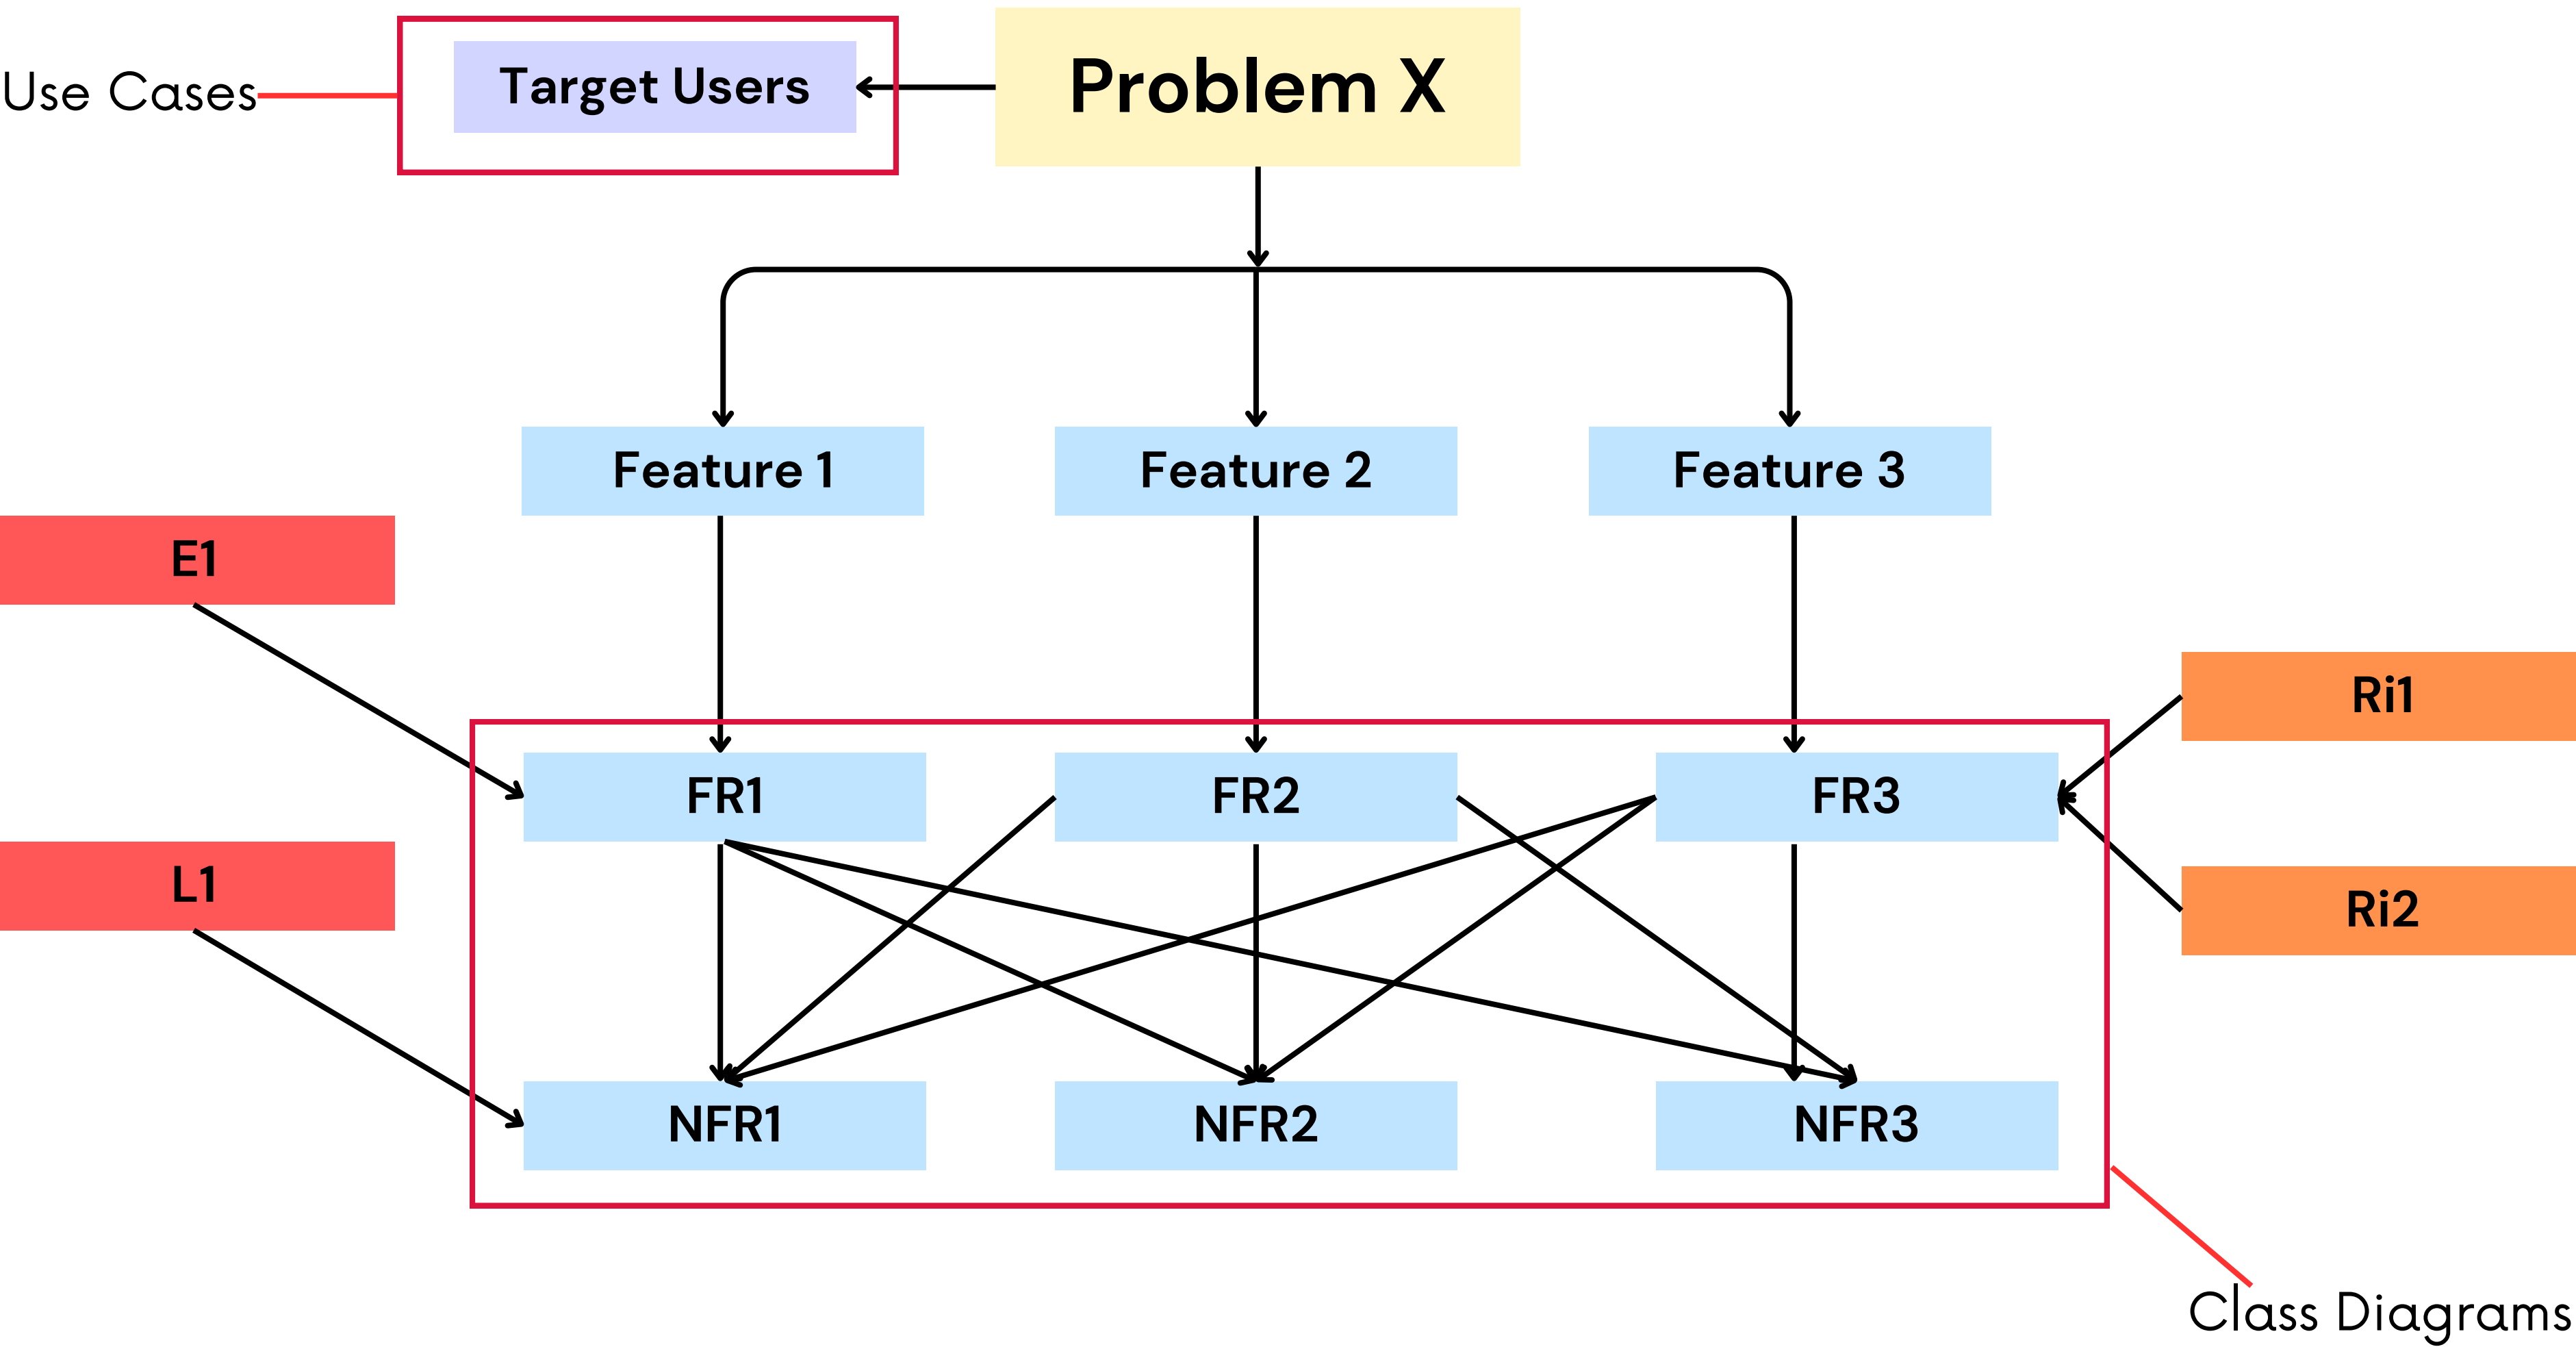 Use Cases
Target Users
Problem X
Feature 1
Feature 2
Feature 3
E1
Ri1
FR1
FR2
FR3
L1
Ri2
NFR1
NFR2
NFR3
Class Diagrams